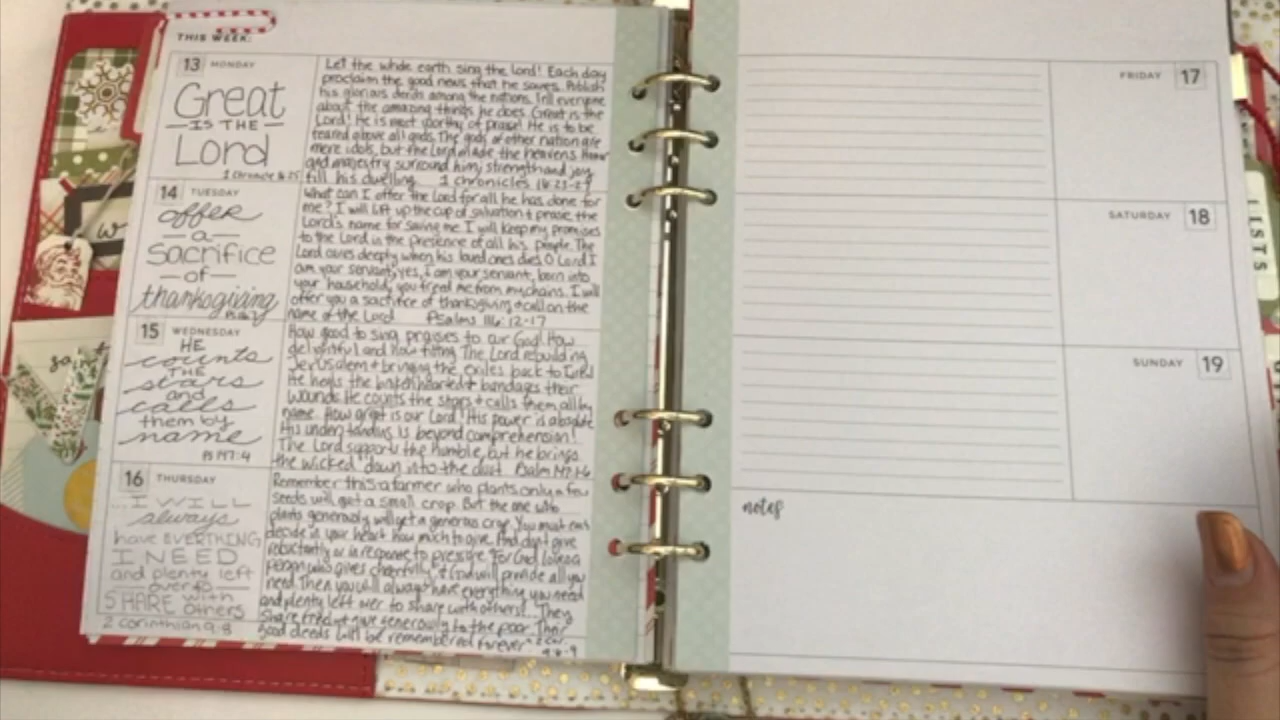 THIS WEEK:
13 MONDAY
Great
IS THE
Lord
Let the whole earth sing the Lord! Each day
proclaim the good news that he saves. Publish
his glorious deeds among the nations. Tell everyone
about the amazing things he does. Great is the
Lord! He is most worthy of praise! He is to be
feared above all gods. The gods of other nation are
mere idols, but the Lord made the heavens. Honor
and majestry surround him; strength and joy
fill his dwelling. 1 Chronicles 16:23-27
14 TUESDAY
offer
a
Sacrifice
of
thanksgiving
What can I offer the Lord for all he has done for
me? I will lift up the cup of salvation + praise the
Lord's name for saving me. I will keep my promises
to the Lord in the presence of all his people. The
Lord cares deeply when his loved ones dies. O Lord I
am your servant; yes, I am your servant, born into
your household, you freed me from my chains. I will
offer you a sacrifice of thanksgiving + call on the
name of the Lord Psalms 116:12-17
15 WEDNESDAY
HE
counts
THE
stars
and
calls
them by
name
Ps 147:4
How good to sing praises to our God! How
delightful and how fitting. The Lord rebuilding
Jerusalem + bringing the exiles back to
He heals the brokenhearted + bandages their
wounds. He counts the stars + calls them all by
name. How great is our Lord! His power is absolute
His understanding is beyond comprehension!
The Lord supports the humble, but he brings
the wicked down into the dust Psalm 147:1-6
16 THURSDAY
...I WILL
always
have EVERTHING
I NEED
and plenty left
over to
SHARE with
others
2 corinthian 9:8
Remember this a farmer who plants only a few
seeds will get a small crop. But the one who
plants generously will get a generous crop. You must each
decide in your heart how much to give. And don't give
reluctantly or in response to pressure. "For God loves a
person who gives cheerfully" + God will provide all you
need. Then you will always have everything you need
and plenty left over to share with others! ...They
share freely + give generously to the poor. Their
good deeds will be remembered forever" 2 Cor
9:8-9
FRIDAY 17
SATURDAY 18
SUNDAY 19
notes
LISTS